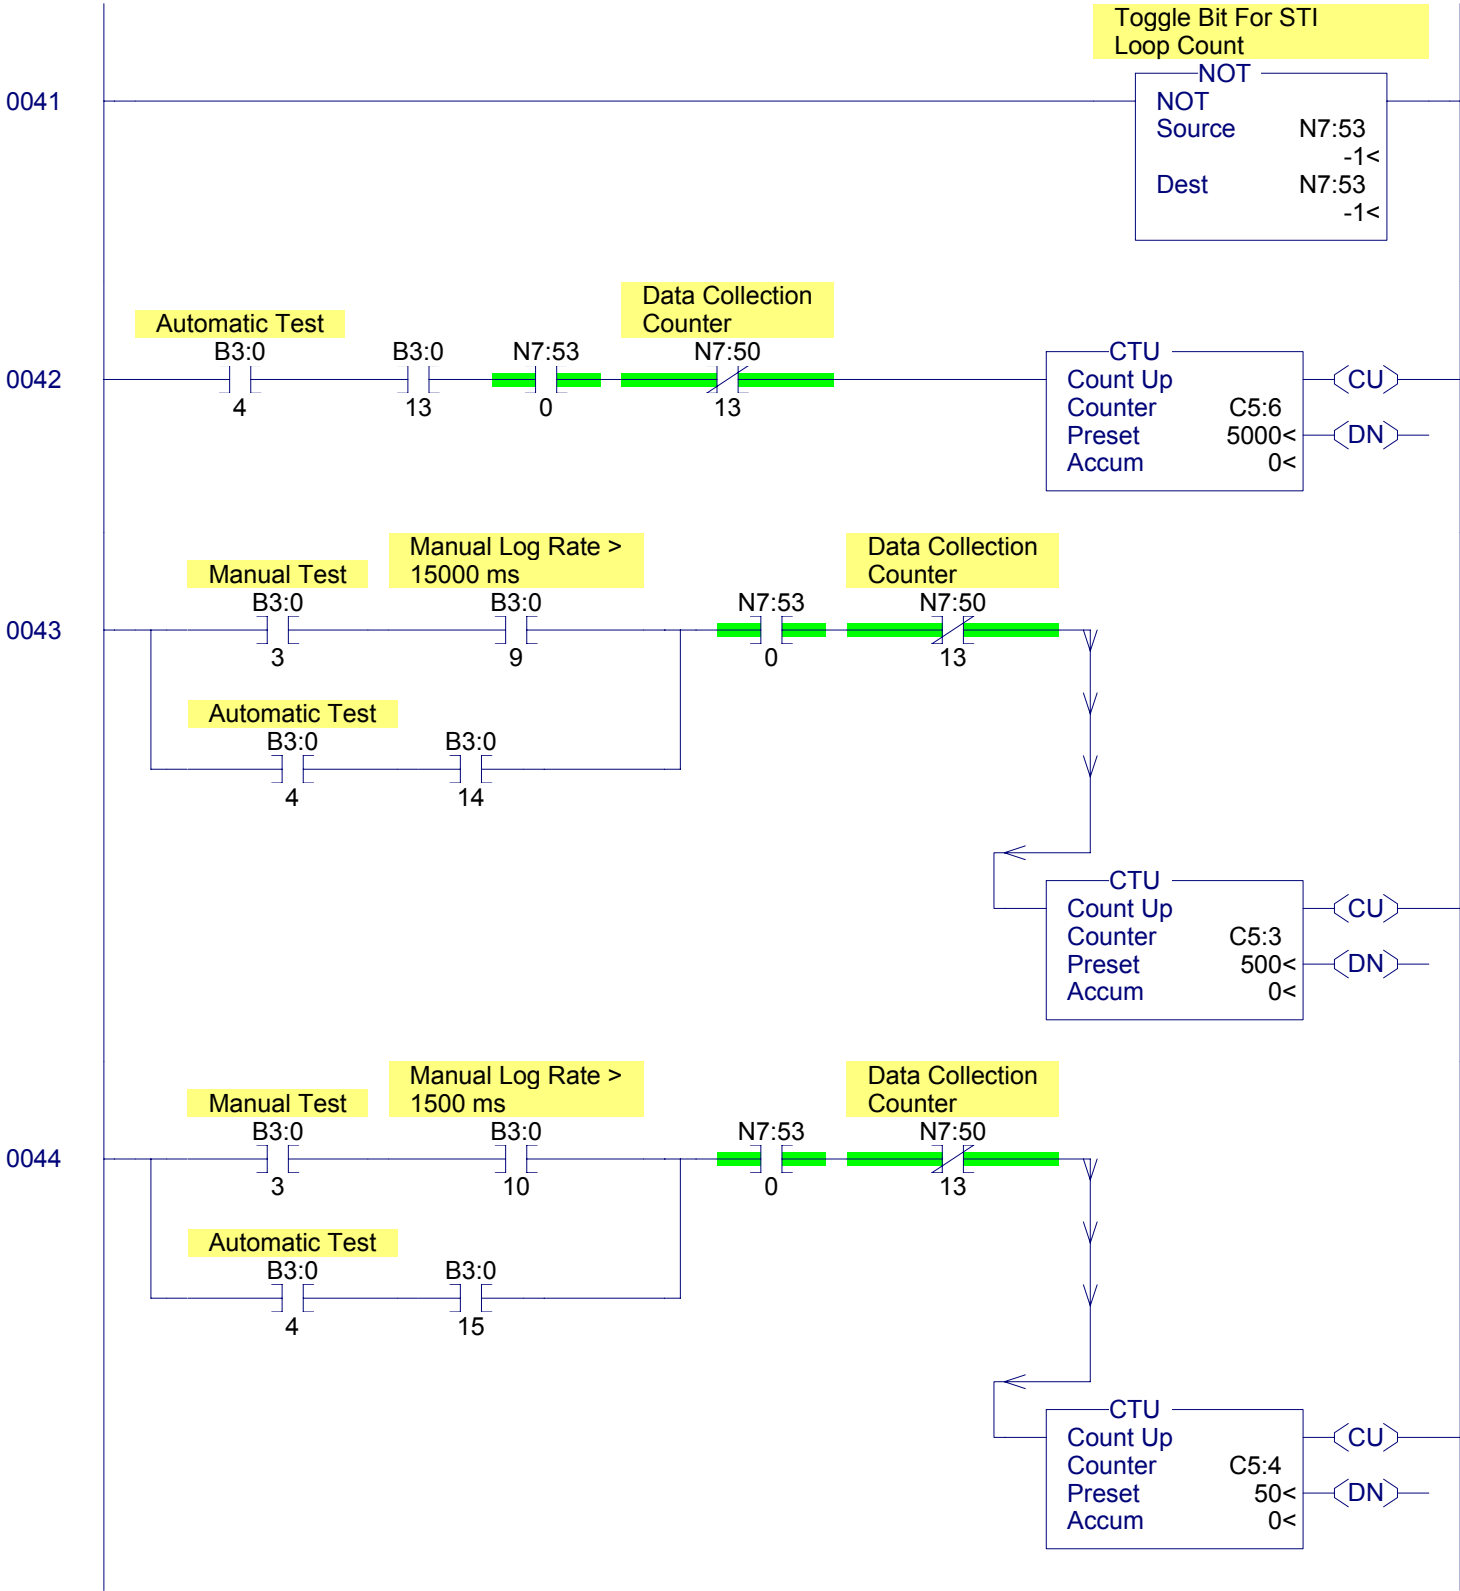 Toggle Bit For STI
Loop Count
NOT
0041
NOT
Source N7:53
-1<
Dest N7:53
-1<
Data Collection
Counter
Automatic Test
B3:0 B3:0 N7:53 N7:50
CTU
0042
Count Up
CU
4 13 0 13
Counter C5:6
Preset 5000<
DN
Accum 0<
Manual Log Rate >
15000 ms
Data Collection
Counter
Manual Test
B3:0 B3:0 N7:53 N7:50
0043
3 9 0 13
Automatic Test
B3:0 B3:0
4 14
CTU
Count Up
CU
Counter C5:3
Preset 500<
DN
Accum 0<
Manual Log Rate >
1500 ms
Data Collection
Counter
Manual Test
B3:0 B3:0 N7:53 N7:50
0044
3 10 0 13
Automatic Test
B3:0 B3:0
4 15
CTU
Count Up
CU
Counter C5:4
Preset 50<
DN
Accum 0<